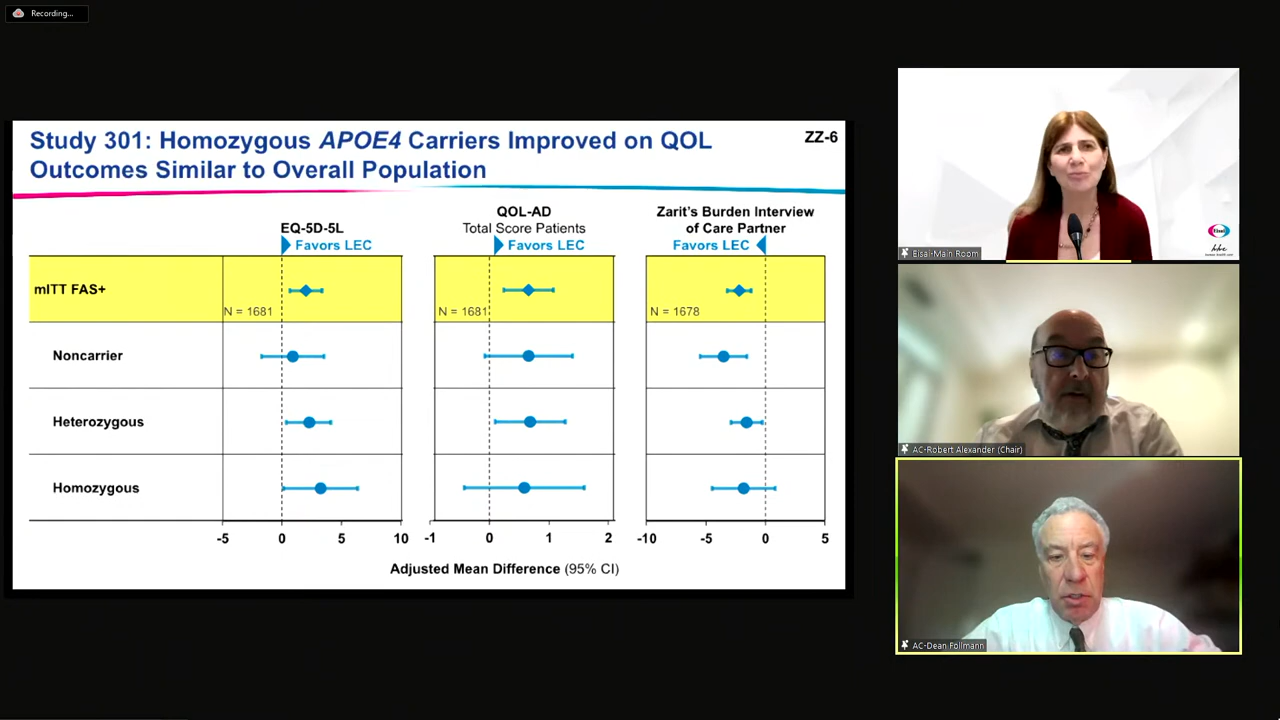 Recording...
Study 301: Homozygous APOE4 Carriers Improved on QOL
Outcomes Similar to Overall Population
ZZ-6
EQ-5D-5L
Favors LEC
QOL-AD
Total Score Patients
Favors LEC
Zarit's Burden Interview
of Care Partner
Favors LEC
mITT FAS+
N = 1681
N = 1681
N = 1678
Noncarrier
Heterozygous
Homozygous
-5 0 5 10
-1 0 1 2
-10 -5 0 5
Adjusted Mean Difference (95% CI)
Eisai-Main Room
Eisai
AC-Robert Alexander (Chair)
AC-Dean Follmann